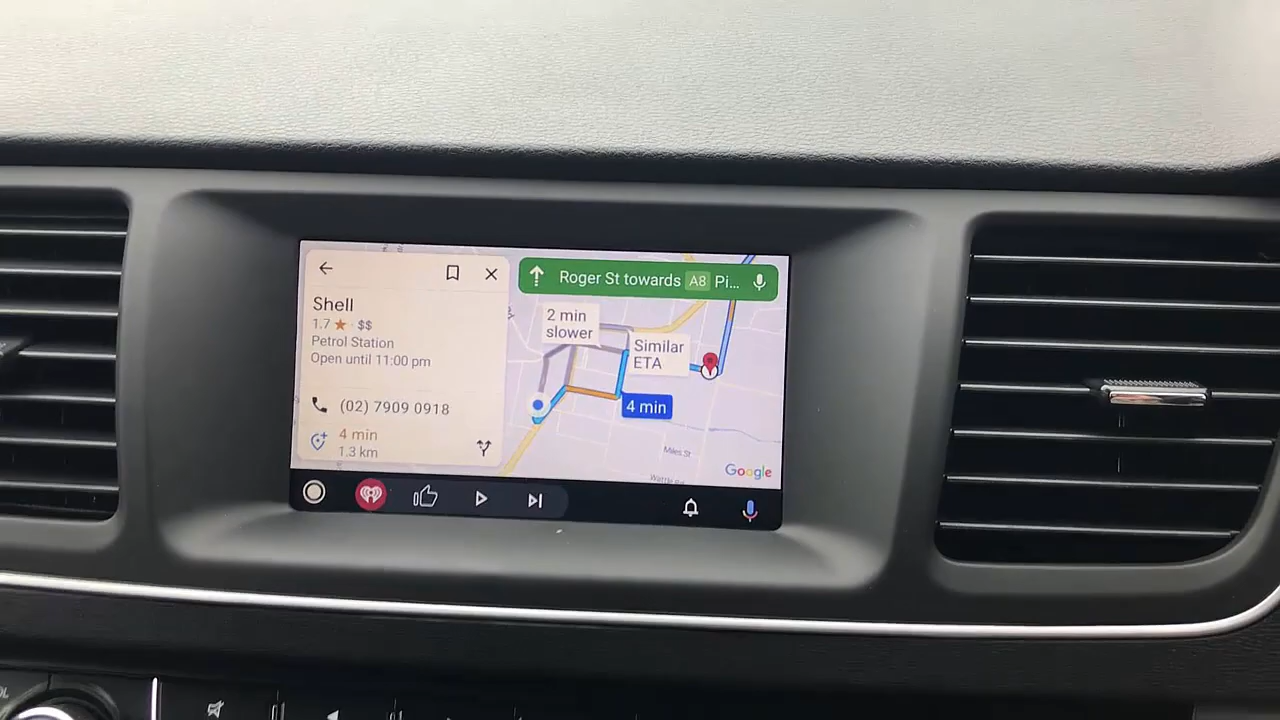 Shell
1.7 ★ · $$
Petrol Station
Open until 11:00 pm
(02) 7909 0918
4 min
1.3 km
Roger St towards A8 Pi...
2 min
slower
Similar
ETA
4 min
Miles St
Google